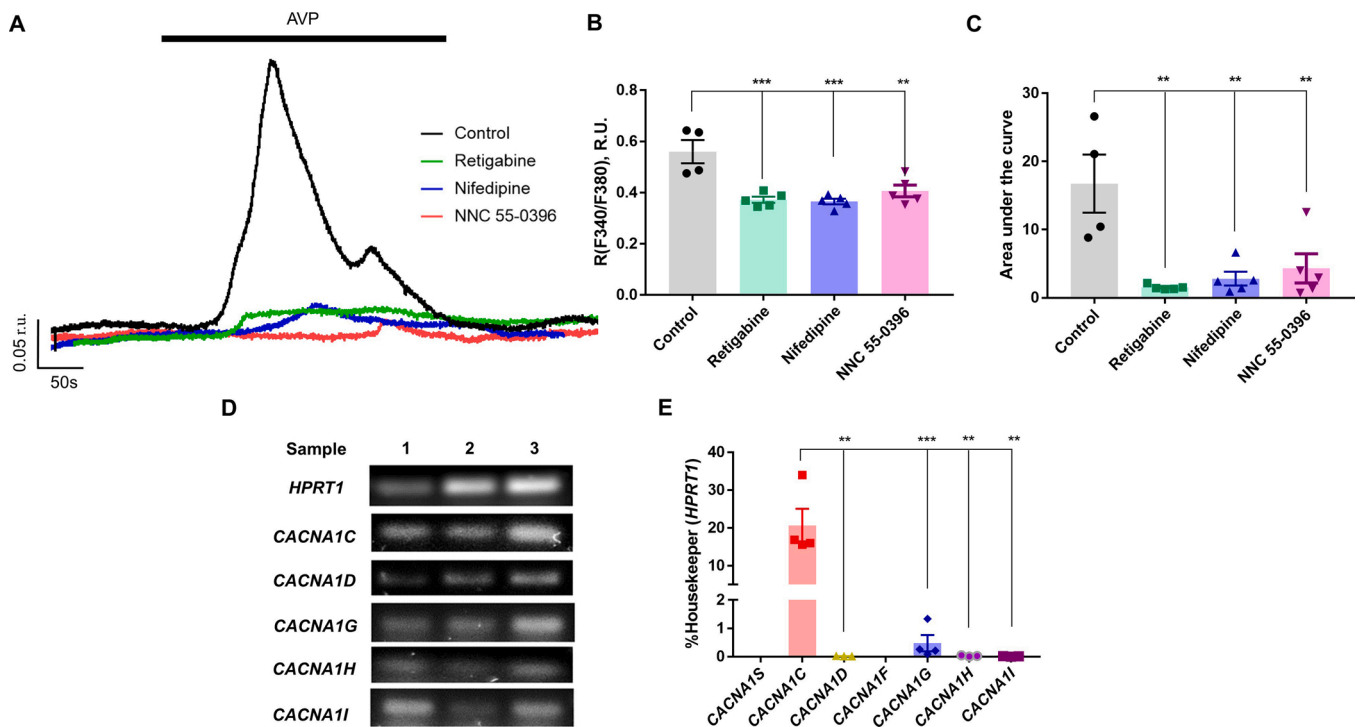 A
AVP
Control
Retigabine
Nifedipine
NNC 55-0396
0.05 r.u.
50s
B
R(F340/F380), R.U.
0.8
0.6
0.4
0.2
0.0
*** *** **
Control
Retigabine
Nifedipine
NNC 55-0396
C
Area under the curve
30
20
10
0
** ** **
Control
Retigabine
Nifedipine
NNC 55-0396
D
Sample 1 2 3
HPRT1
CACNA1C
CACNA1D
CACNA1G
CACNA1H
CACNA1I
E
%Housekeeper (HPRT1)
40
30
20
10
2
1
0
** *** ** **
CACNA1S
CACNA1C
CACNA1D
CACNA1F
CACNA1G
CACNA1H
CACNA1I